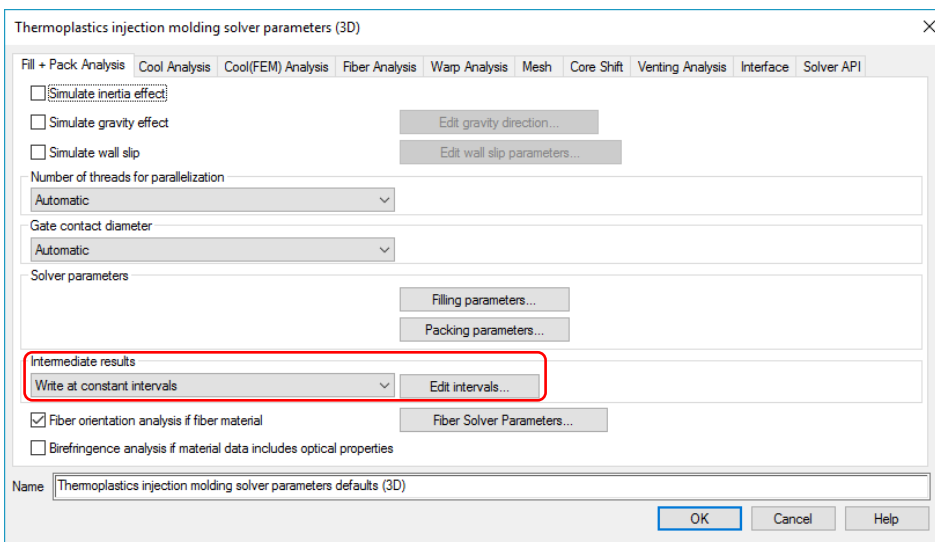 Thermoplastics injection molding solver parameters (3D)
Fill + Pack Analysis Cool Analysis Cool(FEM) Analysis Fiber Analysis Warp Analysis Mesh Core Shift Venting Analysis Interface Solver API
Simulate inertia effect
Simulate gravity effect Edit gravity direction...
Simulate wall slip Edit wall slip parameters...
Number of threads for parallelization
Automatic
Gate contact diameter
Automatic
Solver parameters
Filling parameters...
Packing parameters...
Intermediate results
Write at constant intervals Edit intervals...
Fiber orientation analysis if fiber material Fiber Solver Parameters...
Birefringence analysis if material data includes optical properties
Name Thermoplastics injection molding solver parameters defaults (3D)
OK Cancel Help